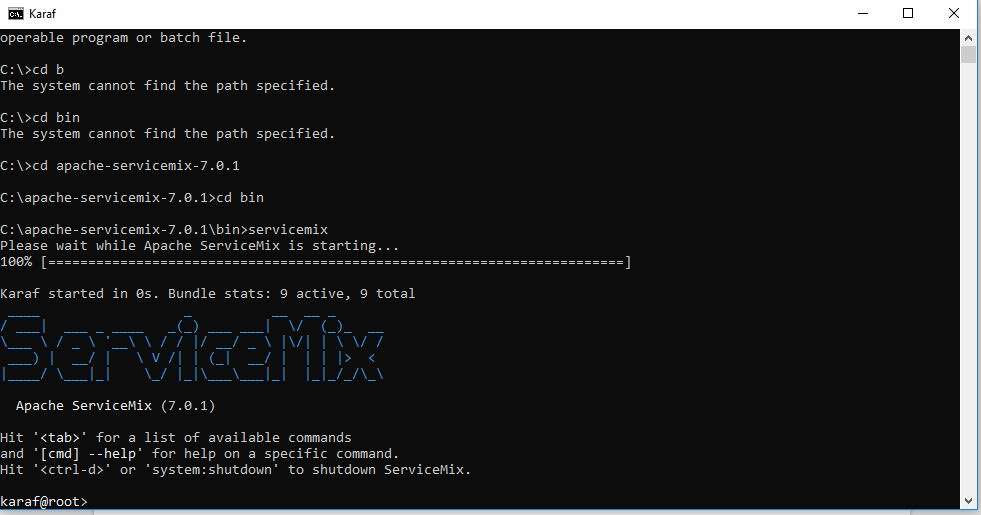 Karaf
operable program or batch file.
C:\>cd b
The system cannot find the path specified.
C:\>cd bin
The system cannot find the path specified.
C:\>cd apache-servicemix-7.0.1
C:\apache-servicemix-7.0.1>cd bin
C:\apache-servicemix-7.0.1\bin>servicemix
Please wait while Apache ServiceMix is starting...
100% [========================================================================]
Karaf started in 0s. Bundle stats: 9 active, 9 total
ServiceMix
Apache ServiceMix (7.0.1)
Hit '<tab>' for a list of available commands
and '[cmd] --help' for help on a specific command.
Hit '<ctrl-d>' or 'system:shutdown' to shutdown ServiceMix.
karaf@root>